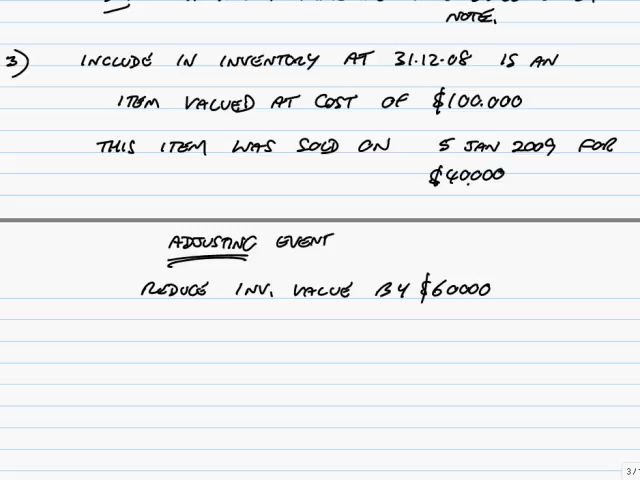 NOTE.
3) INCLUDE IN INVENTORY AT 31.12.08 IS AN
ITEM VALUED AT COST OF $100.000
THIS ITEM WAS SOLD ON 5 JAN 2009 FOR
$40.000
ADJUSTING EVENT
REDUCE INV. VALUE BY $60000
3/1